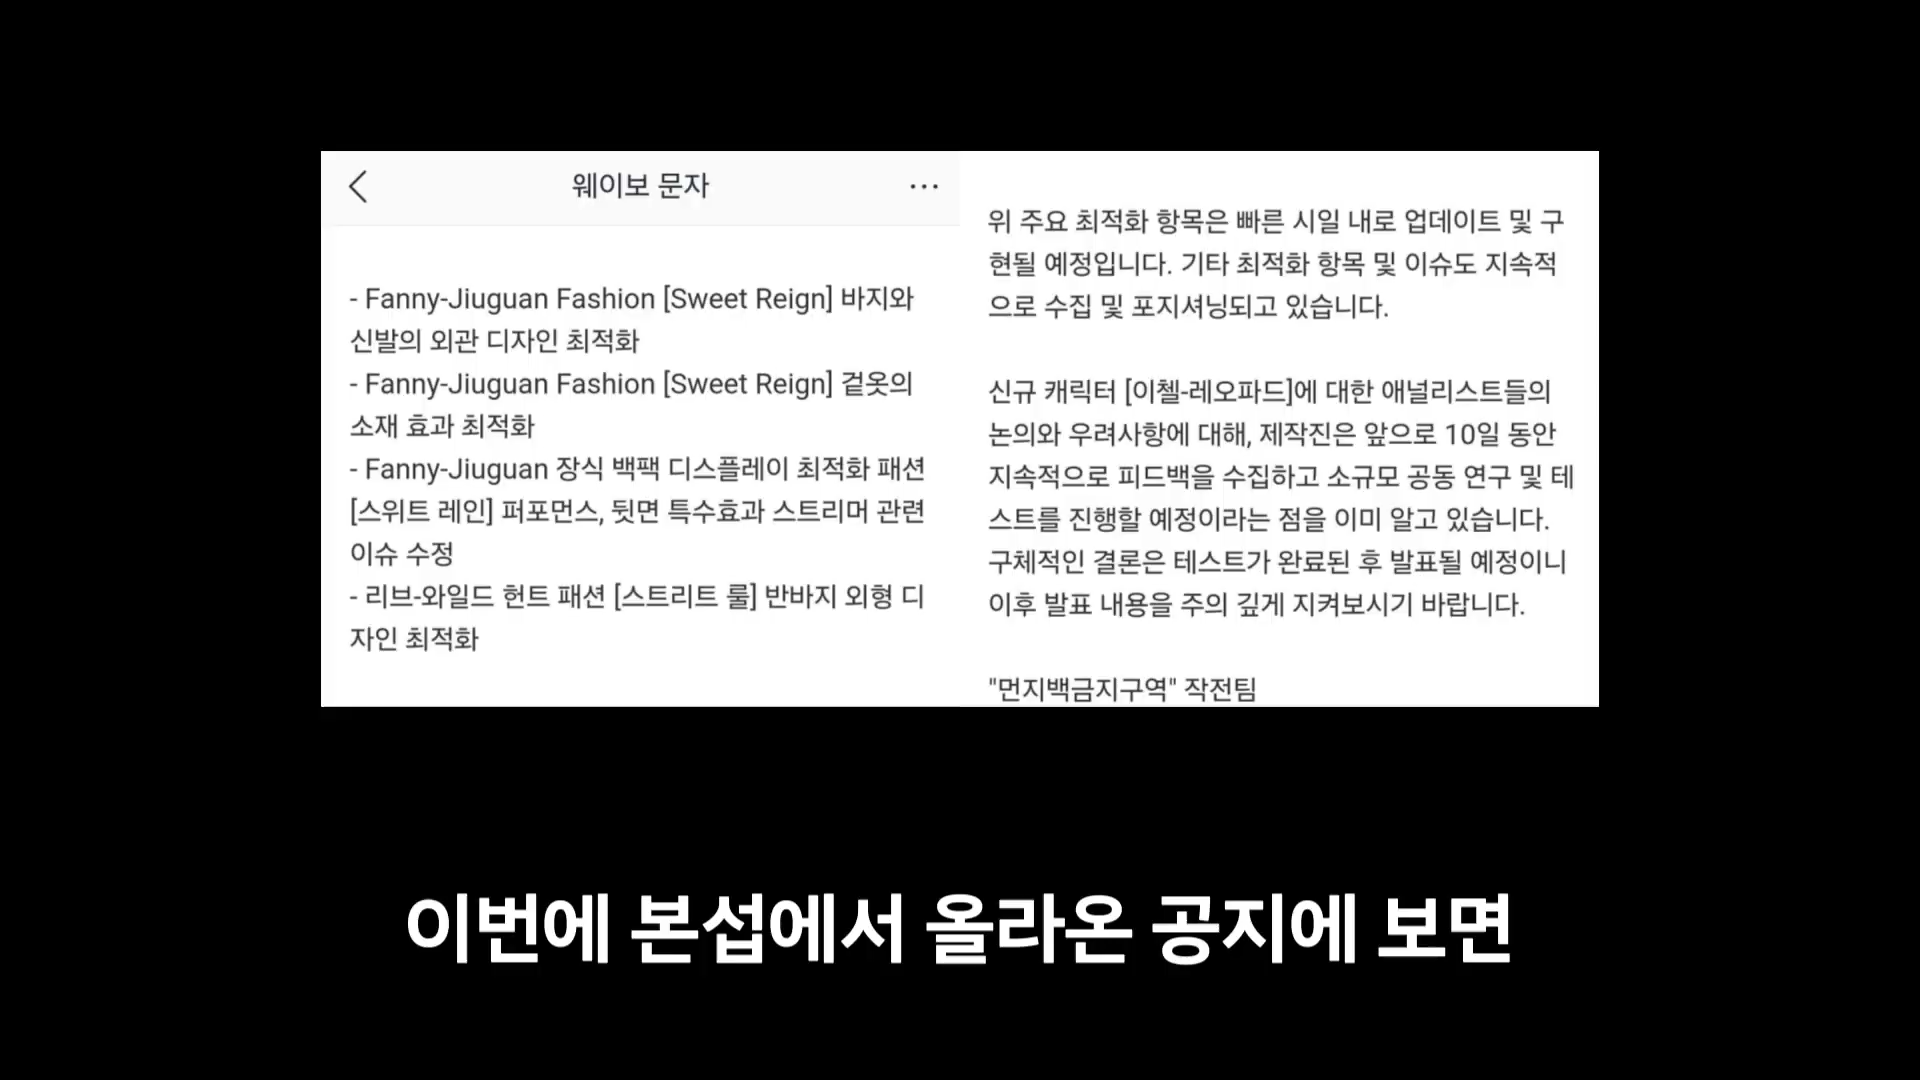 웨이보 문자
- Fanny-Jiuguan Fashion [Sweet Reign] 바지와
신발의 외관 디자인 최적화
- Fanny-Jiuguan Fashion [Sweet Reign] 겉옷의
소재 효과 최적화
- Fanny-Jiuguan 장식 백팩 디스플레이 최적화 패션
[스위트 레인] 퍼포먼스, 뒷면 특수효과 스트리머 관련
이슈 수정
- 리브-와일드 헌트 패션 [스트리트 룰] 반바지 외형 디
자인 최적화
위 주요 최적화 항목은 빠른 시일 내로 업데이트 및 구
현될 예정입니다. 기타 최적화 항목 및 이슈도 지속적
으로 수집 및 포지셔닝되고 있습니다.
신규 캐릭터 [이첼-레오파드]에 대한 애널리스트들의
논의와 우려사항에 대해, 제작진은 앞으로 10일 동안
지속적으로 피드백을 수집하고 소규모 공동 연구 및 테
스트를 진행할 예정이라는 점을 이미 알고 있습니다.
구체적인 결론은 테스트가 완료된 후 발표될 예정이니
이후 발표 내용을 주의 깊게 지켜보시기 바랍니다.
"먼지백금지구역" 작전팀
이번에 본섭에서 올라온 공지에 보면